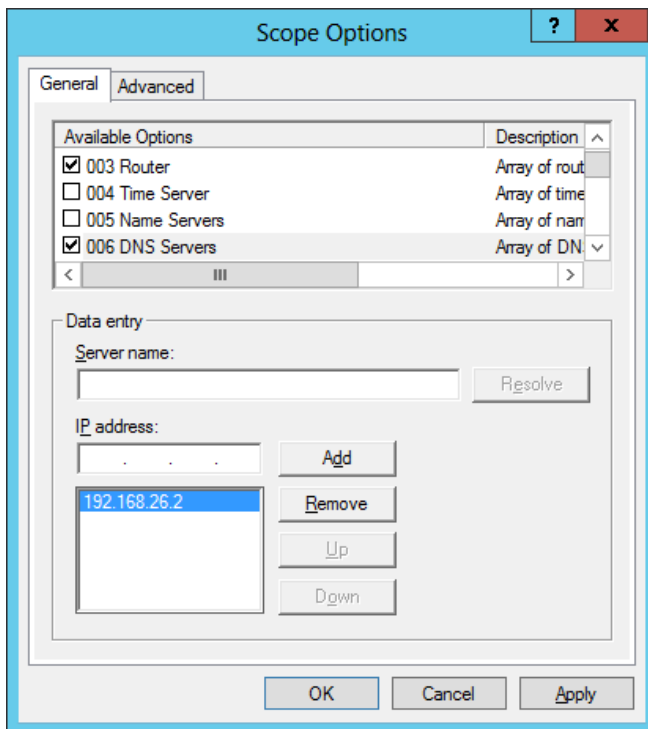 Scope Options
? x
General Advanced
Available Options Description
003 Router Array of rout
004 Time Server Array of time
005 Name Servers Array of nam
006 DNS Servers Array of DN
Data entry
Server name:
Resolve
IP address:
. . . Add
192.168.26.2 Remove
Up
Down
OK Cancel Apply